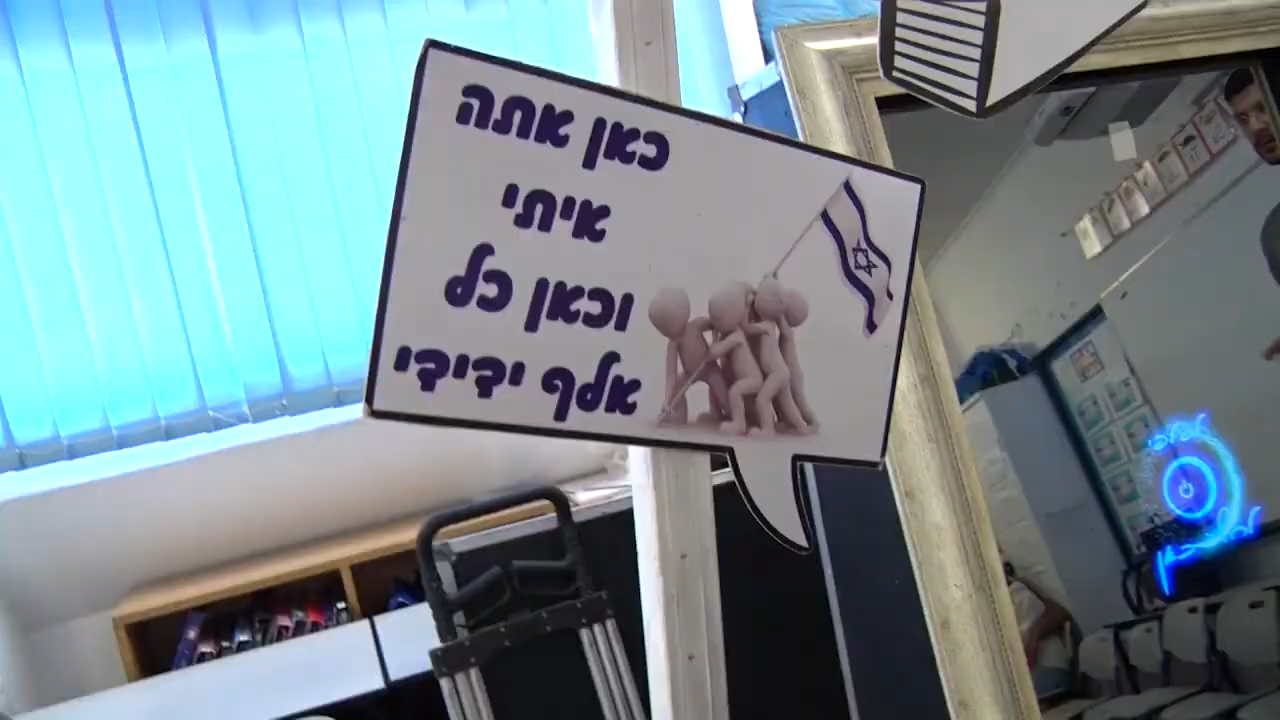 כאן אתה
איתי
וכאן כל
אלף ידידי